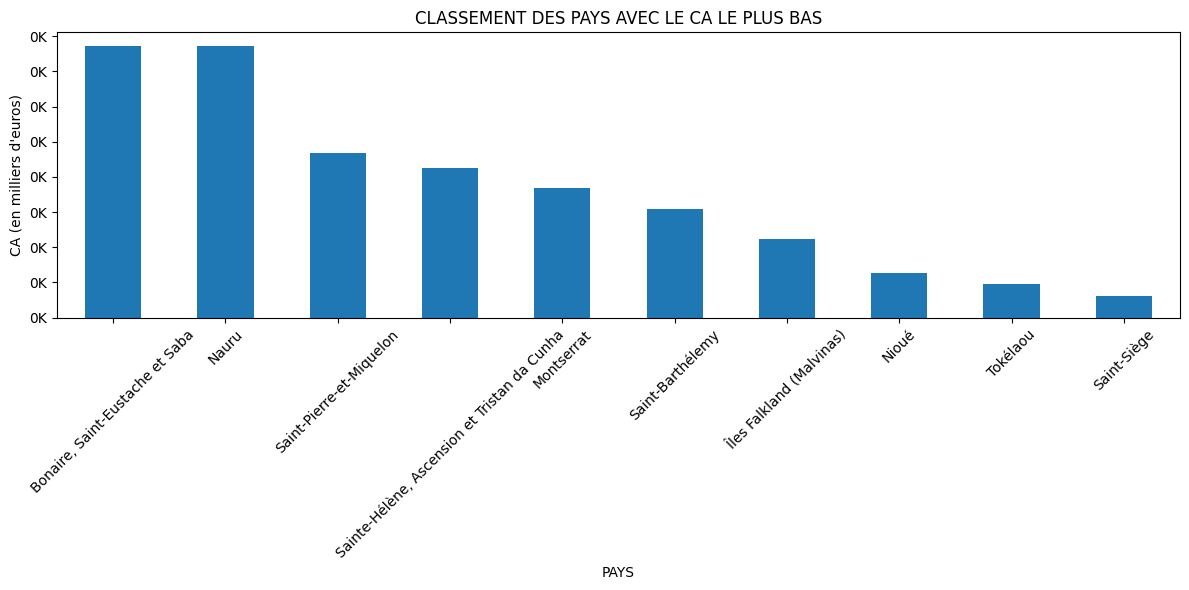 CLASSEMENT DES PAYS AVEC LE CA LE PLUS BAS
CA (en milliers d'euros)
0K
0K
0K
0K
0K
0K
0K
0K
0K
Bonaire, Saint-Eustache et Saba
Nauru
Saint-Pierre-et-Miquelon
Sainte-Hélène, Ascension et Tristan da Cunha
Montserrat
Saint-Barthélemy
Îles Falkland (Malvinas)
Nioué
Tokélaou
Saint-Siège
PAYS